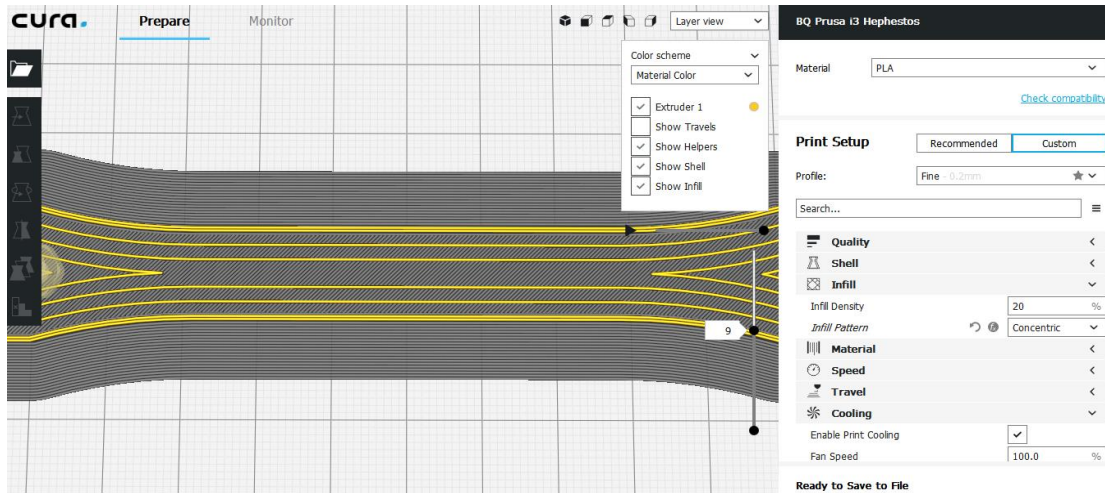 cura.
Prepare
Monitor
Layer view
Color scheme
Material Color
Extruder 1
Show Travels
Show Helpers
Show Shell
Show Infill
9
BQ Prusa i3 Hephestos
Material PLA
Check compatibility
Print Setup Recommended Custom
Profile: Fine - 0.2mm
Search...
Quality
Shell
Infill
Infill Density 20 %
Infill Pattern Concentric
Material
Speed
Travel
Cooling
Enable Print Cooling
Fan Speed 100.0 %
Ready to Save to File